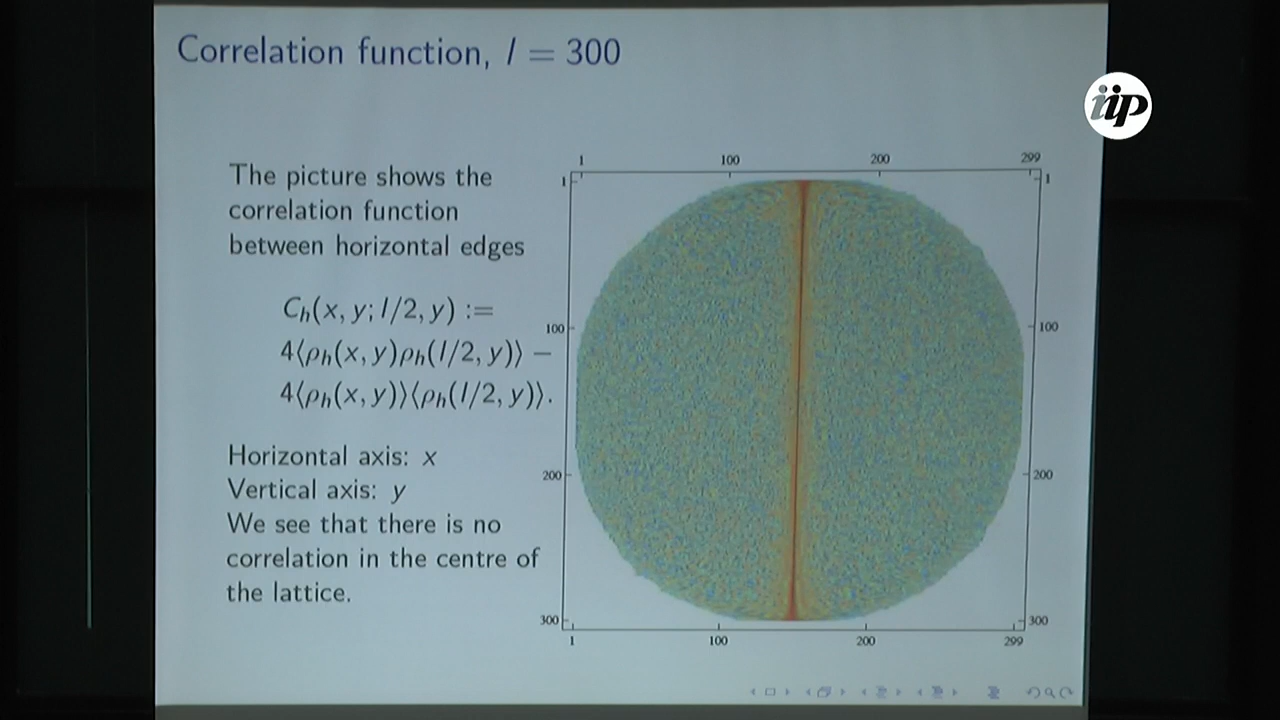 Correlation function, l = 300
iip
The picture shows the
correlation function
between horizontal edges
C_h(x, y; l/2, y) :=
4⟨ρ_h(x, y)ρ_h(l/2, y)⟩ −
4⟨ρ_h(x, y)⟩⟨ρ_h(l/2, y)⟩.
Horizontal axis: x
Vertical axis: y
We see that there is no
correlation in the centre of
the lattice.
1 100 200 299
1 1
100 100
200 200
300 300
1 100 200 299